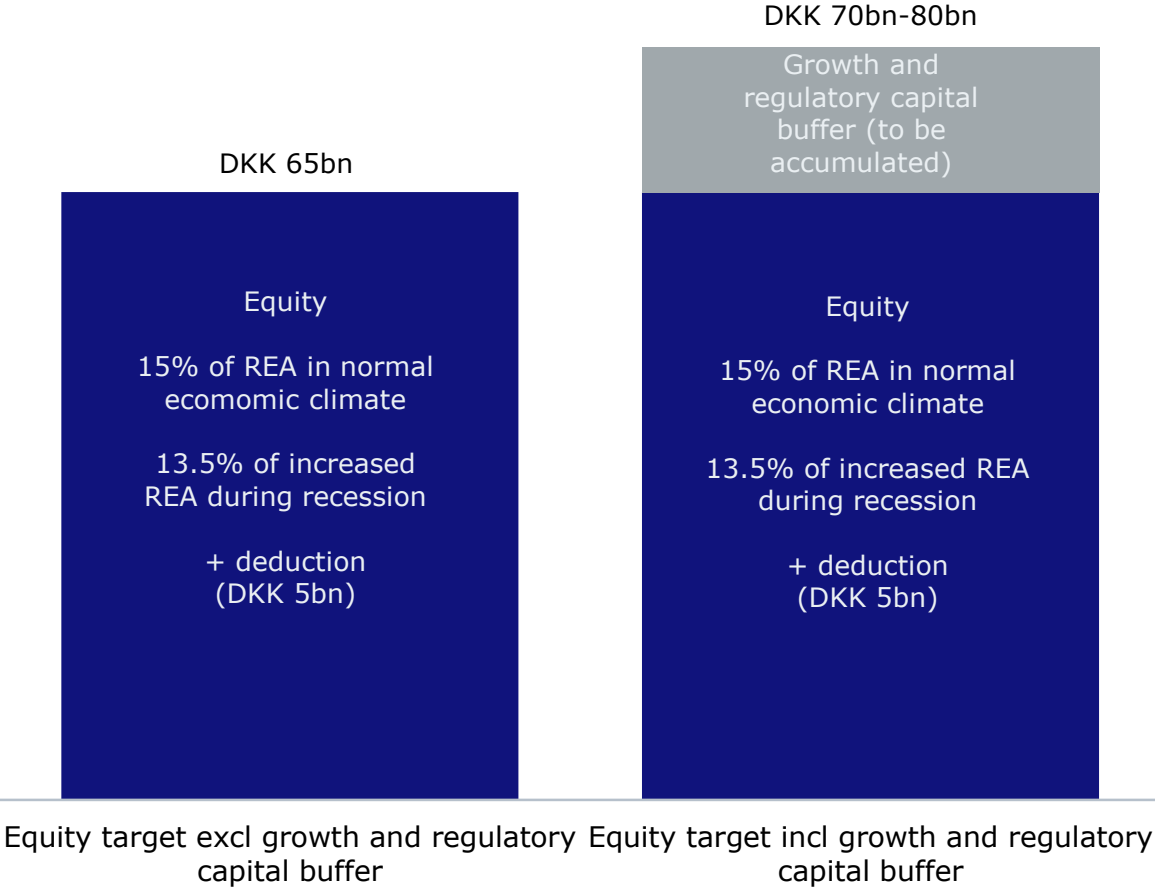 DKK 70bn-80bn
Growth and
regulatory capital
buffer (to be
accumulated)
DKK 65bn
Equity
15% of REA in normal
ecomomic climate
13.5% of increased
REA during recession
+ deduction
(DKK 5bn)
Equity
15% of REA in normal
economic climate
13.5% of increased REA
during recession
+ deduction
(DKK 5bn)
Equity target excl growth and regulatory
capital buffer
Equity target incl growth and regulatory
capital buffer